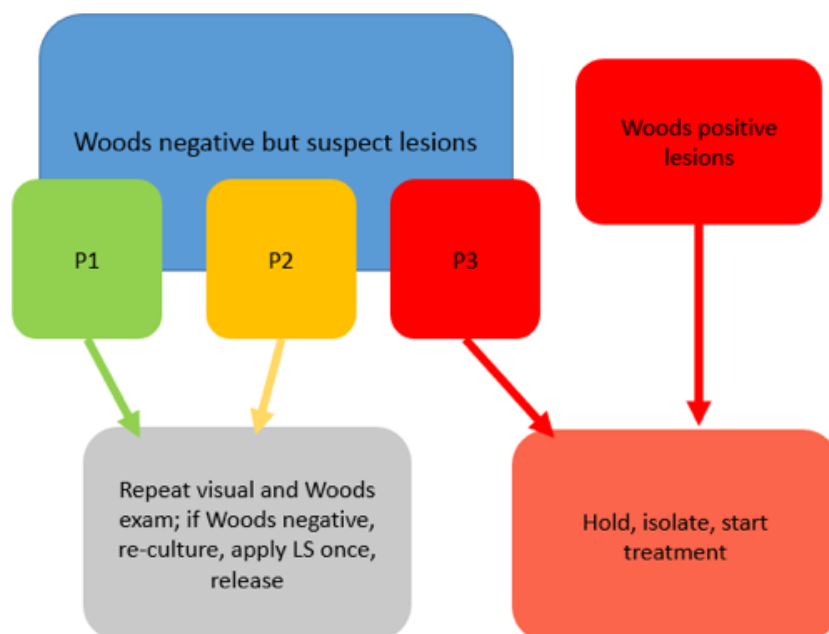 Woods negative but suspect lesions
Woods positive
lesions
P1
P2
P3
Repeat visual and Woods
exam; if Woods negative,
re-culture, apply LS once,
release
Hold, isolate, start
treatment